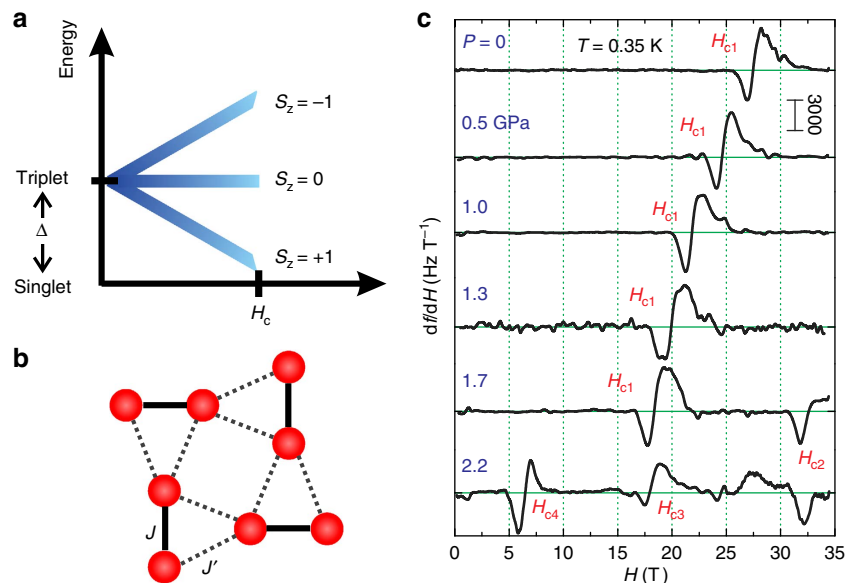 a
Energy
S_z = −1
Triplet
S_z = 0
Δ
S_z = +1
Singlet
H_c
b
J
J′
c
P = 0
T = 0.35 K
H_c1
3000
0.5 GPa
H_c1
1.0
H_c1
1.3
H_c1
1.7
H_c1
H_c2
2.2
H_c4
H_c3
df/dH (Hz T⁻¹)
0 5 10 15 20 25 30 35
H (T)